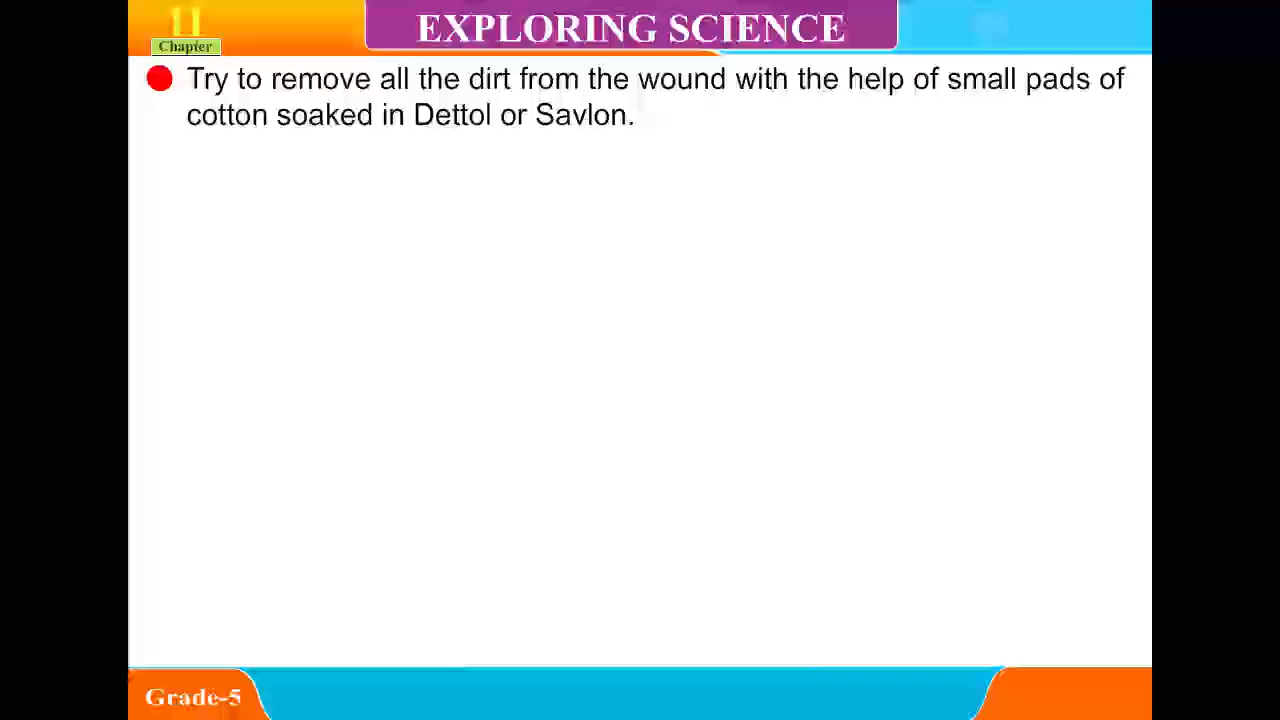 11
Chapter
EXPLORING SCIENCE
Try to remove all the dirt from the wound with the help of small pads of
cotton soaked in Dettol or Savlon.
Grade-5